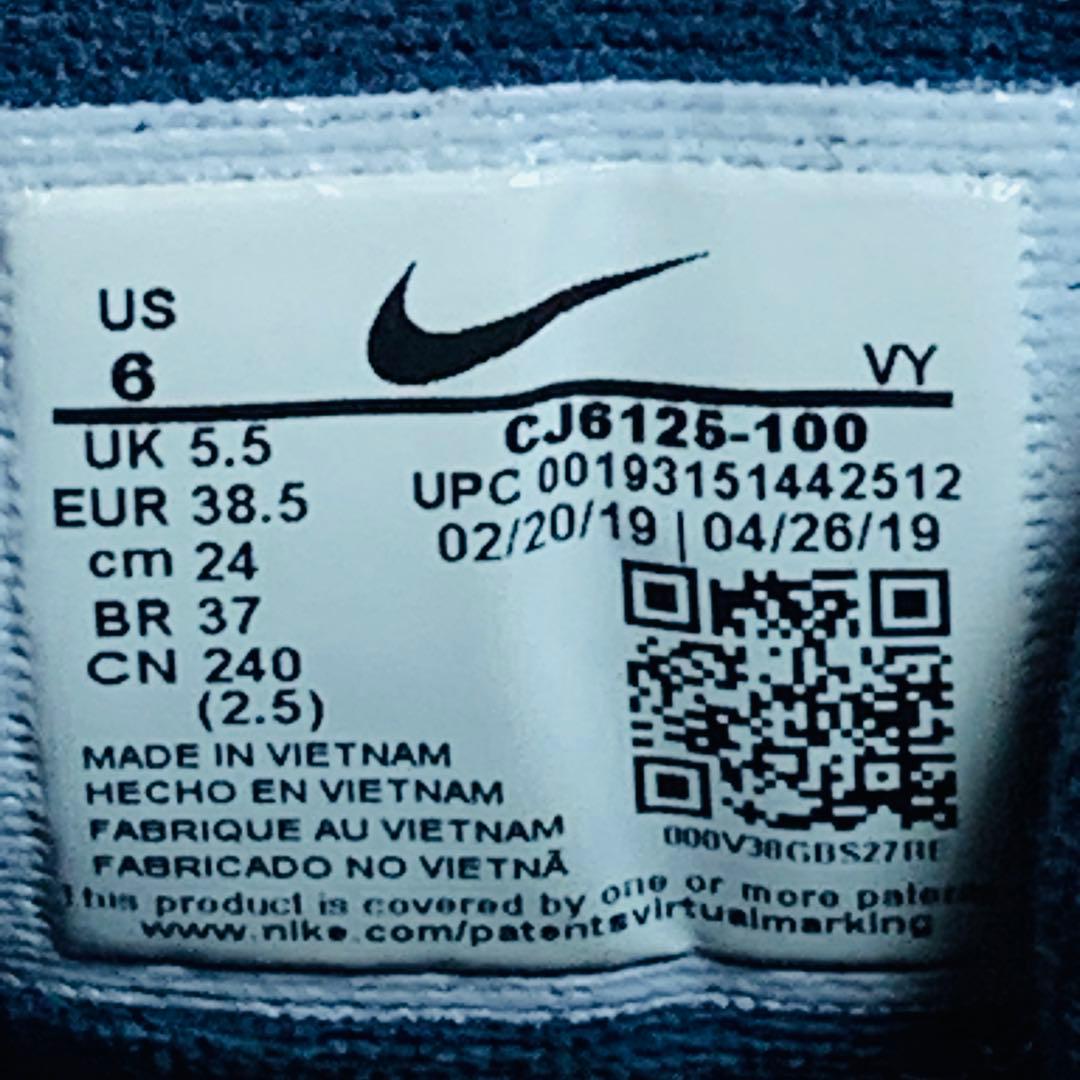 US
6
VY
UK 5.5
EUR 38.5
cm 24
BR 37
CN 240
(2.5)
CJ6125-100
UPC 00193151442512
02/20/19 | 04/26/19
MADE IN VIETNAM
HECHO EN VIETNAM
FABRIQUE AU VIETNAM
FABRICADO NO VIETNÃ
This product is covered by one or more
www.nike.com/patentsvirtualmarking